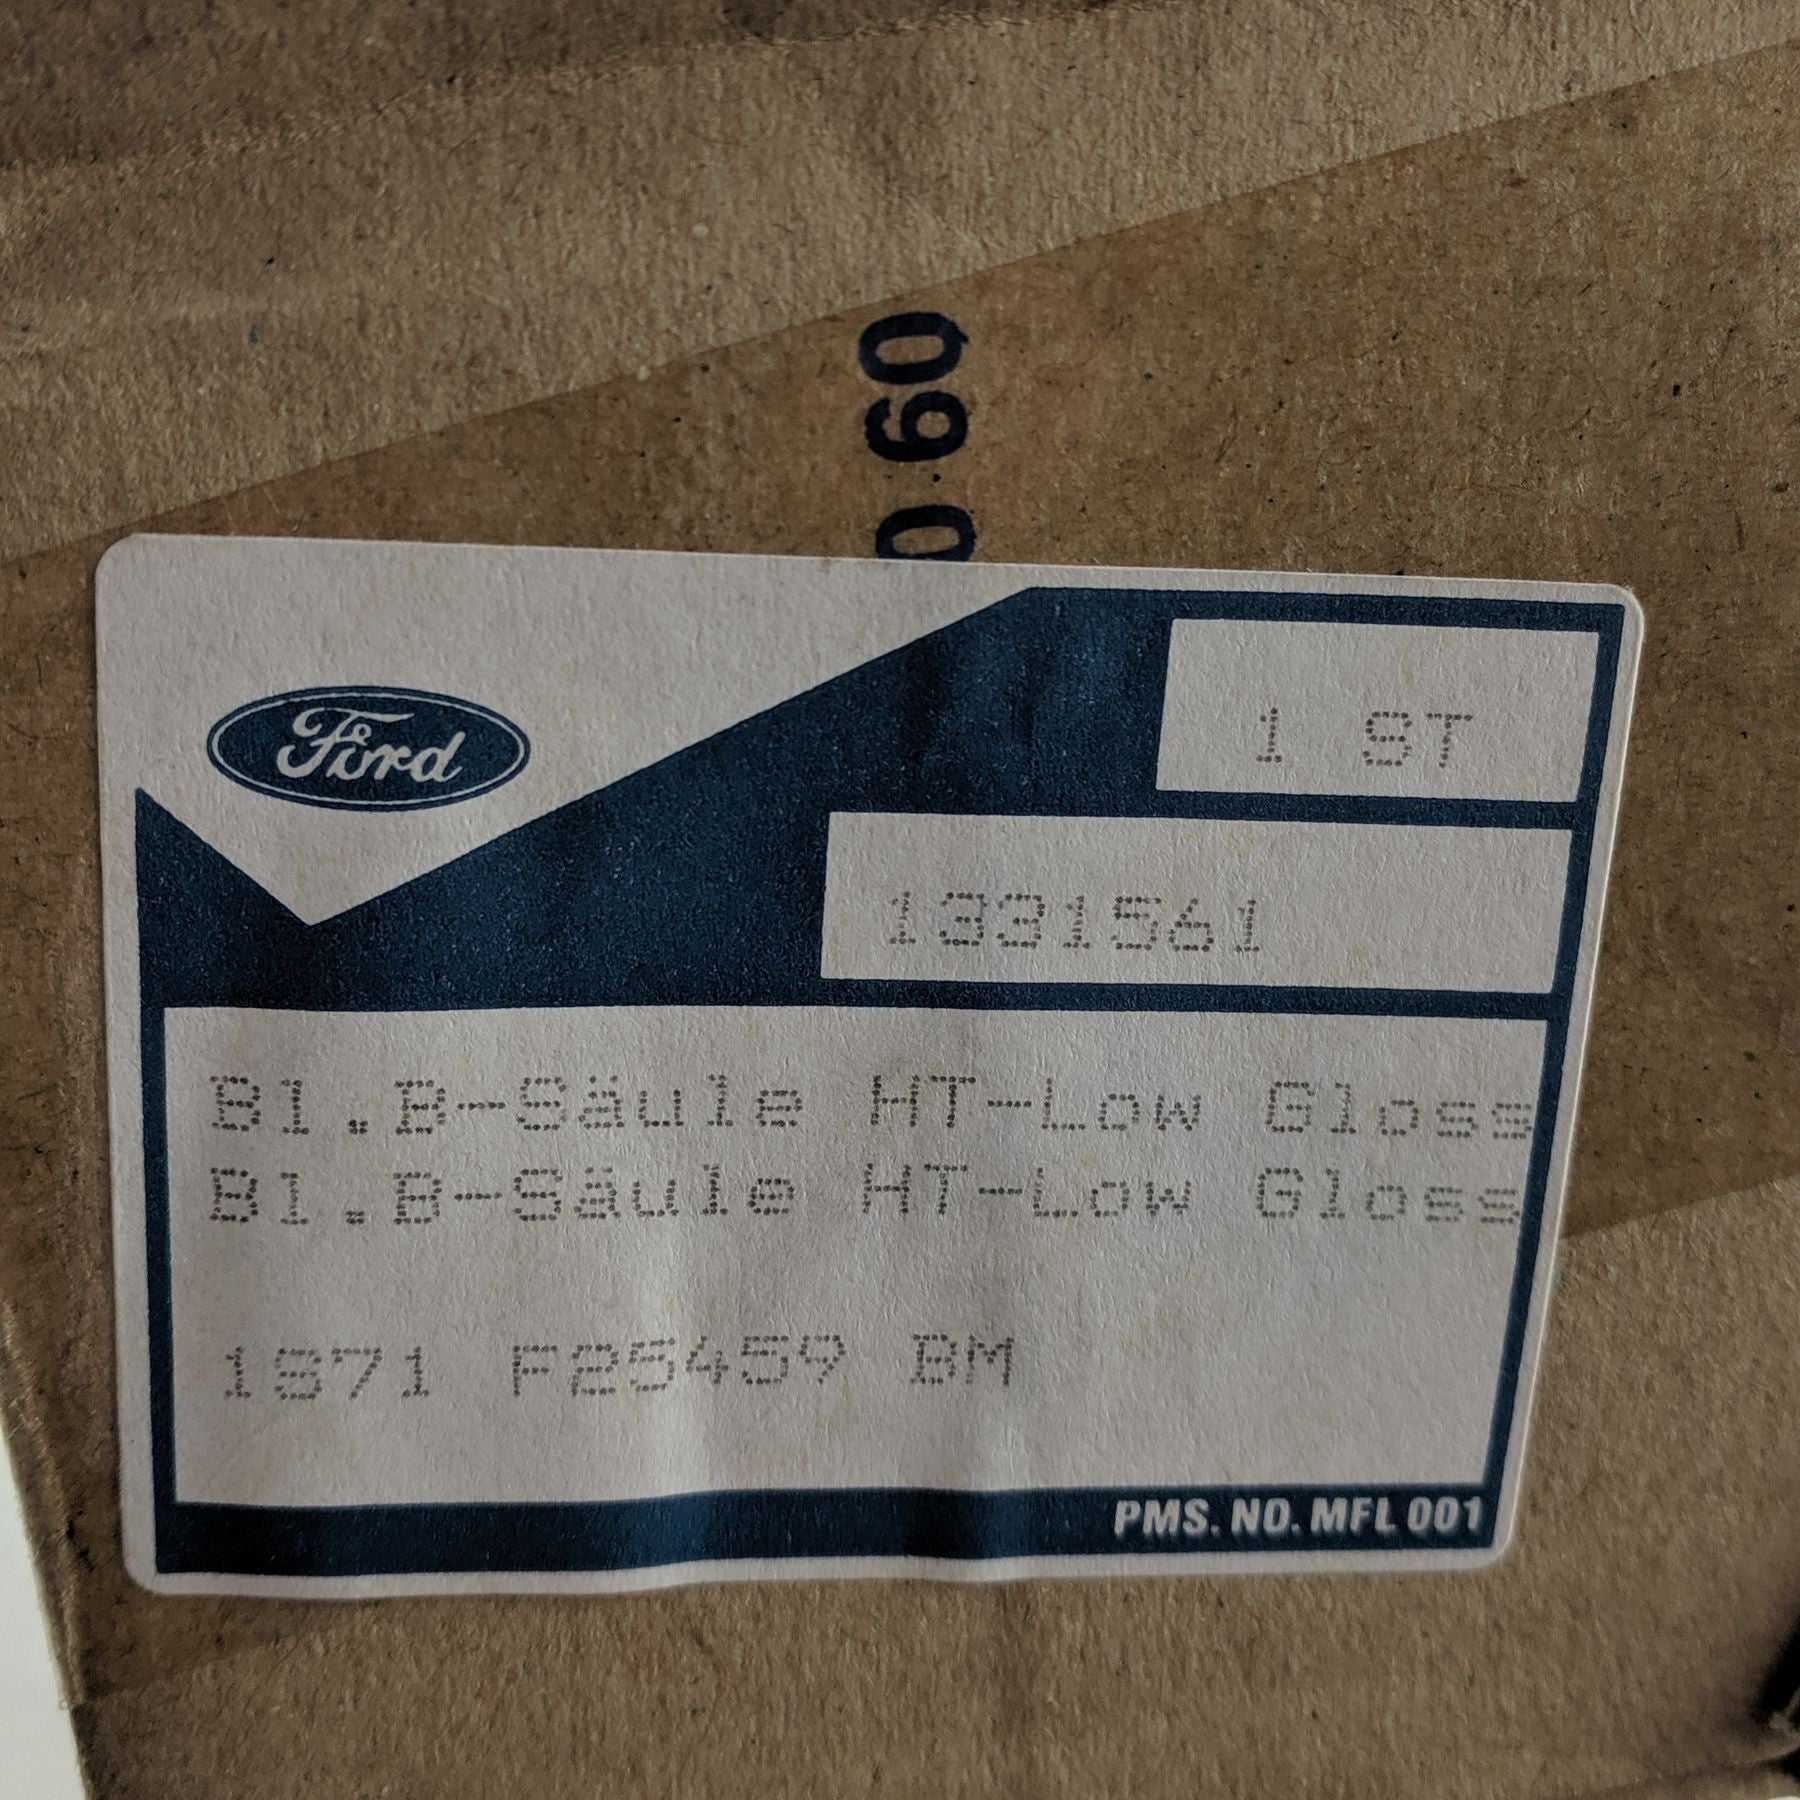 0 60
Ford
1 ST
1331561
Bl.B-Säule HT-Low Gloss
Bl.B-Säule HT-Low Gloss
1871 F25459 BM
PMS. NO. MFL 001